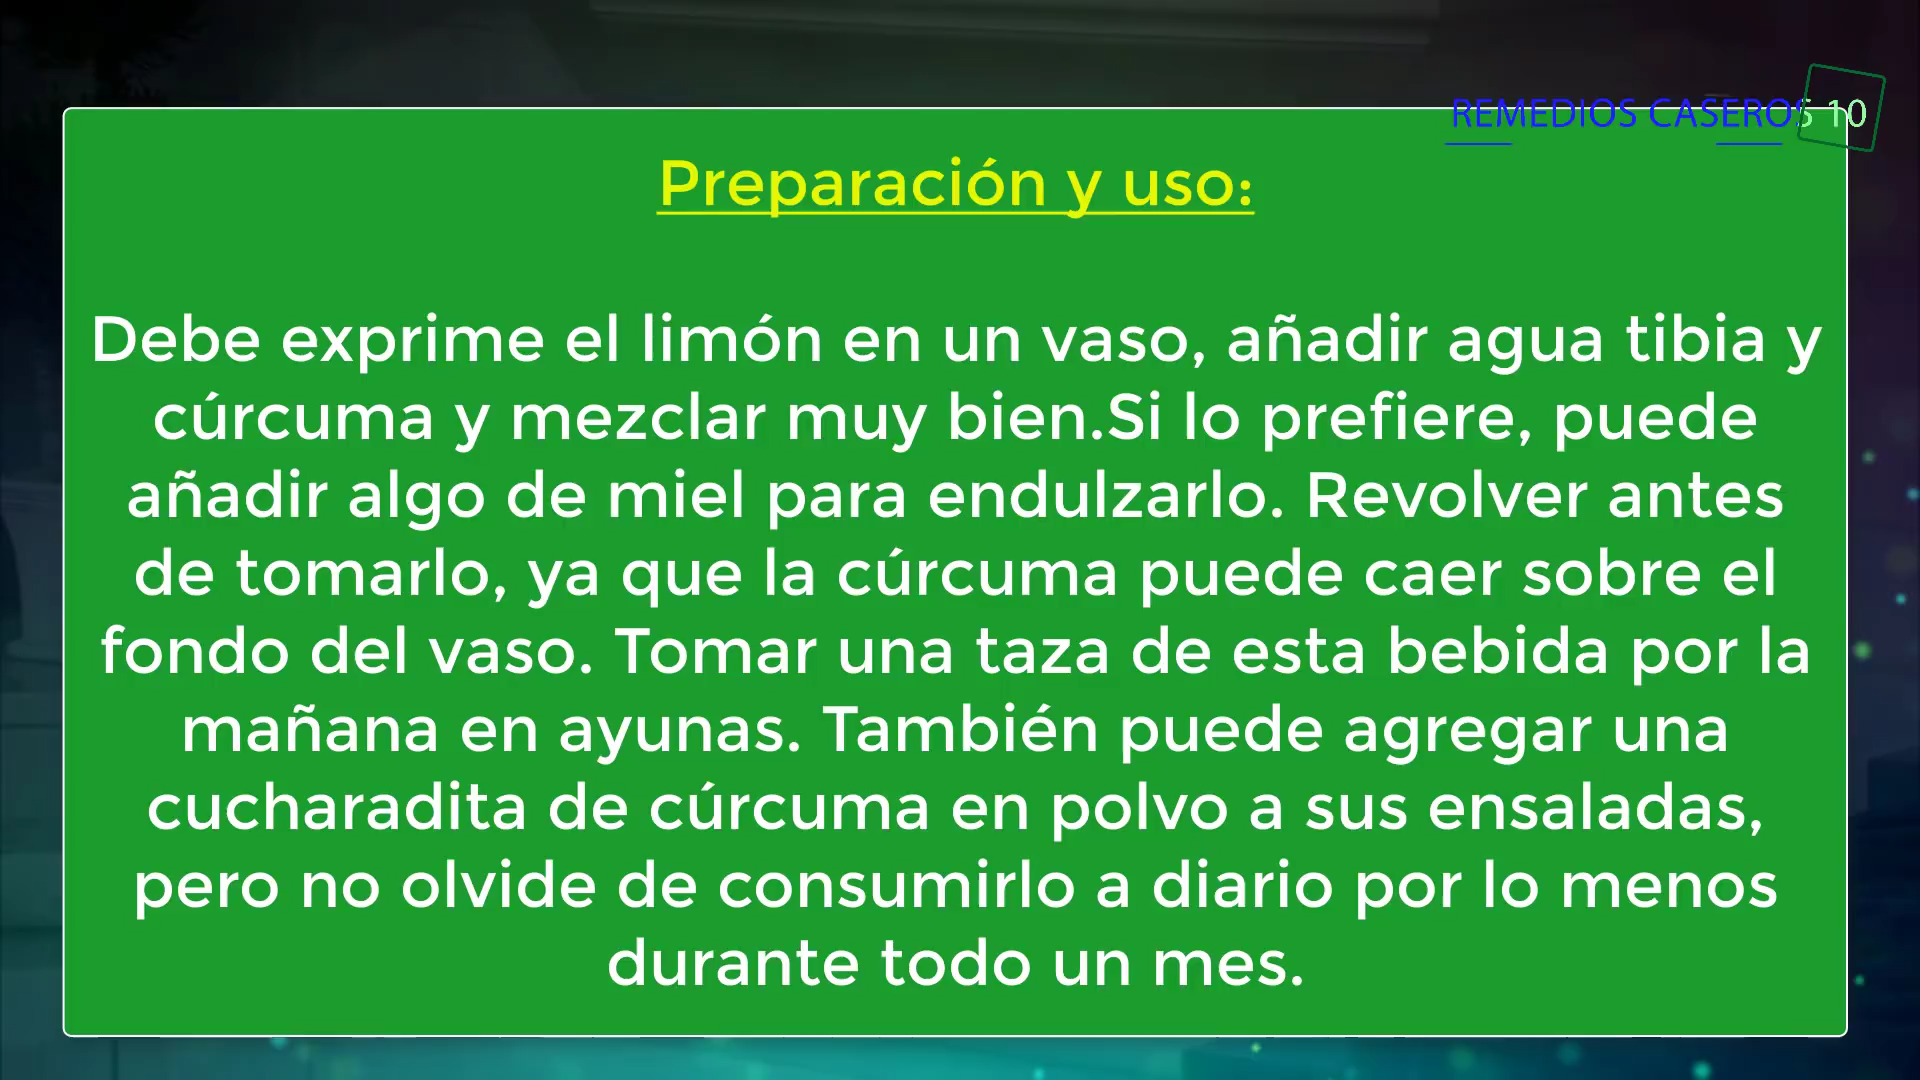 REMEDIOS CASEROS 10
Preparación y uso:
Debe exprime el limón en un vaso, añadir agua tibia y
cúrcuma y mezclar muy bien.Si lo prefiere, puede
añadir algo de miel para endulzarlo. Revolver antes
de tomarlo, ya que la cúrcuma puede caer sobre el
fondo del vaso. Tomar una taza de esta bebida por la
mañana en ayunas. También puede agregar una
cucharadita de cúrcuma en polvo a sus ensaladas,
pero no olvide de consumirlo a diario por lo menos
durante todo un mes.